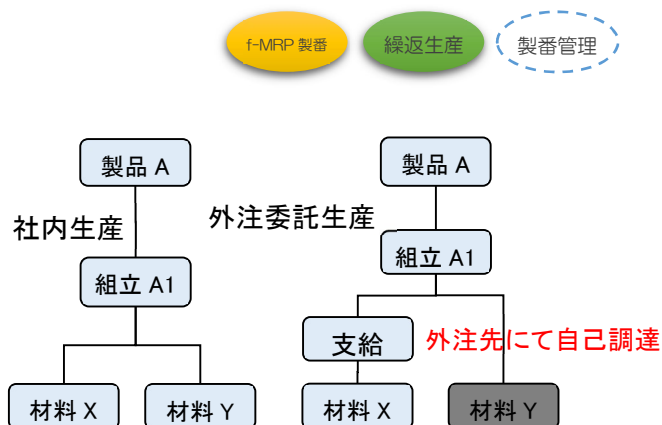 f-MRP 製番
繰返生産
製番管理
製品 A
社内生産
組立 A1
材料 X
材料 Y
製品 A
外注委託生産
組立 A1
支給
外注先にて自己調達
材料 X
材料 Y